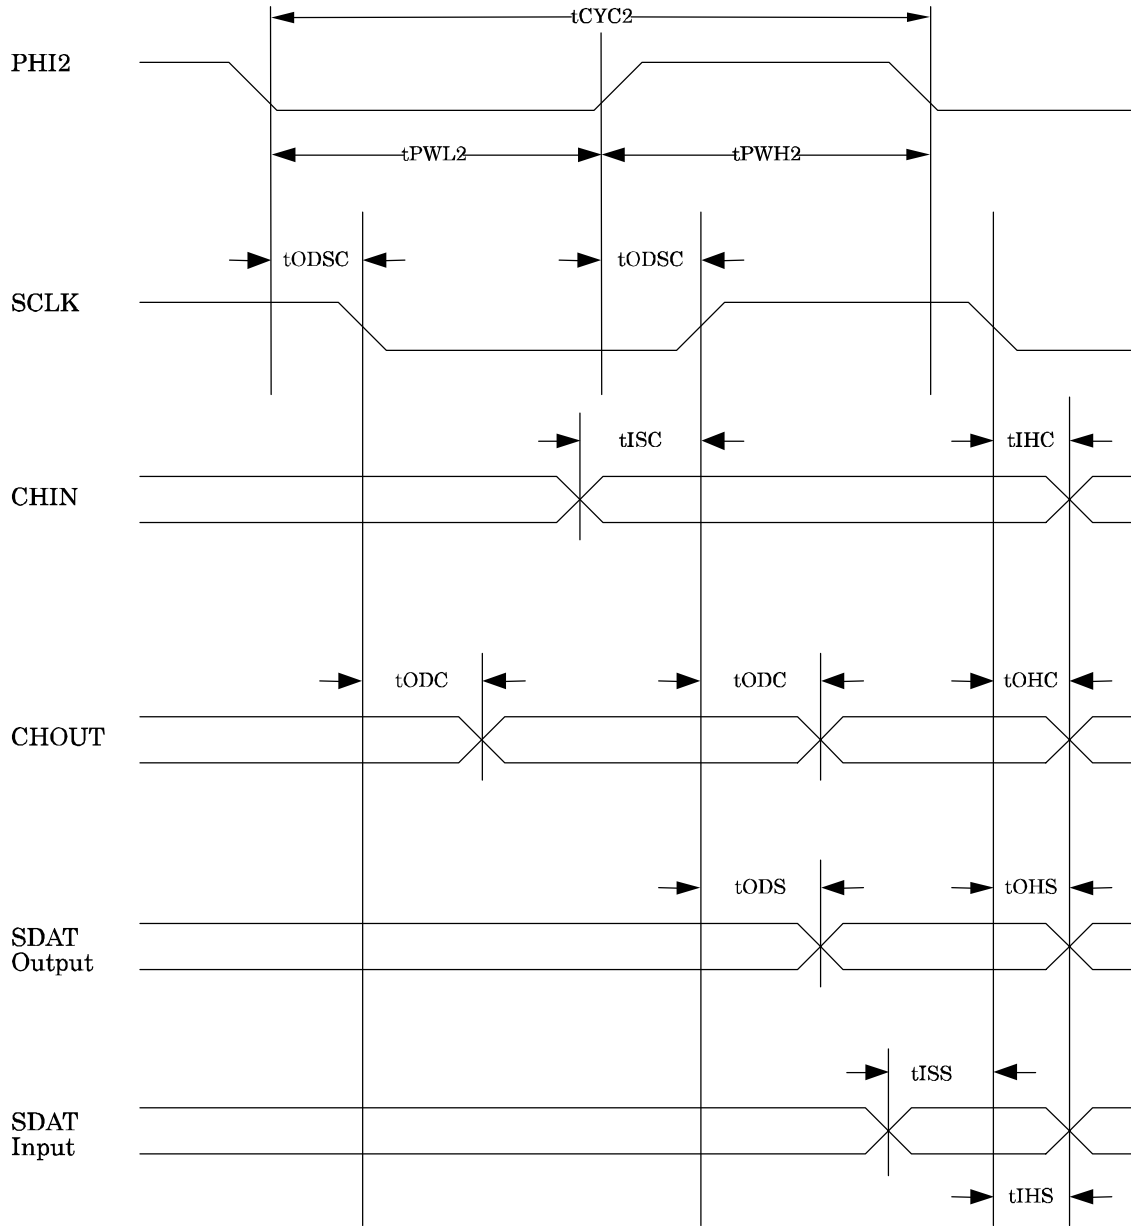 tCYC2
PHI2
tPWL2 tPWH2
tODSC tODSC
SCLK
tISC tIHC
CHIN
tODC tODC tOHC
CHOUT
tODS tOHS
SDAT
Output
tISS
SDAT
Input
tIHS